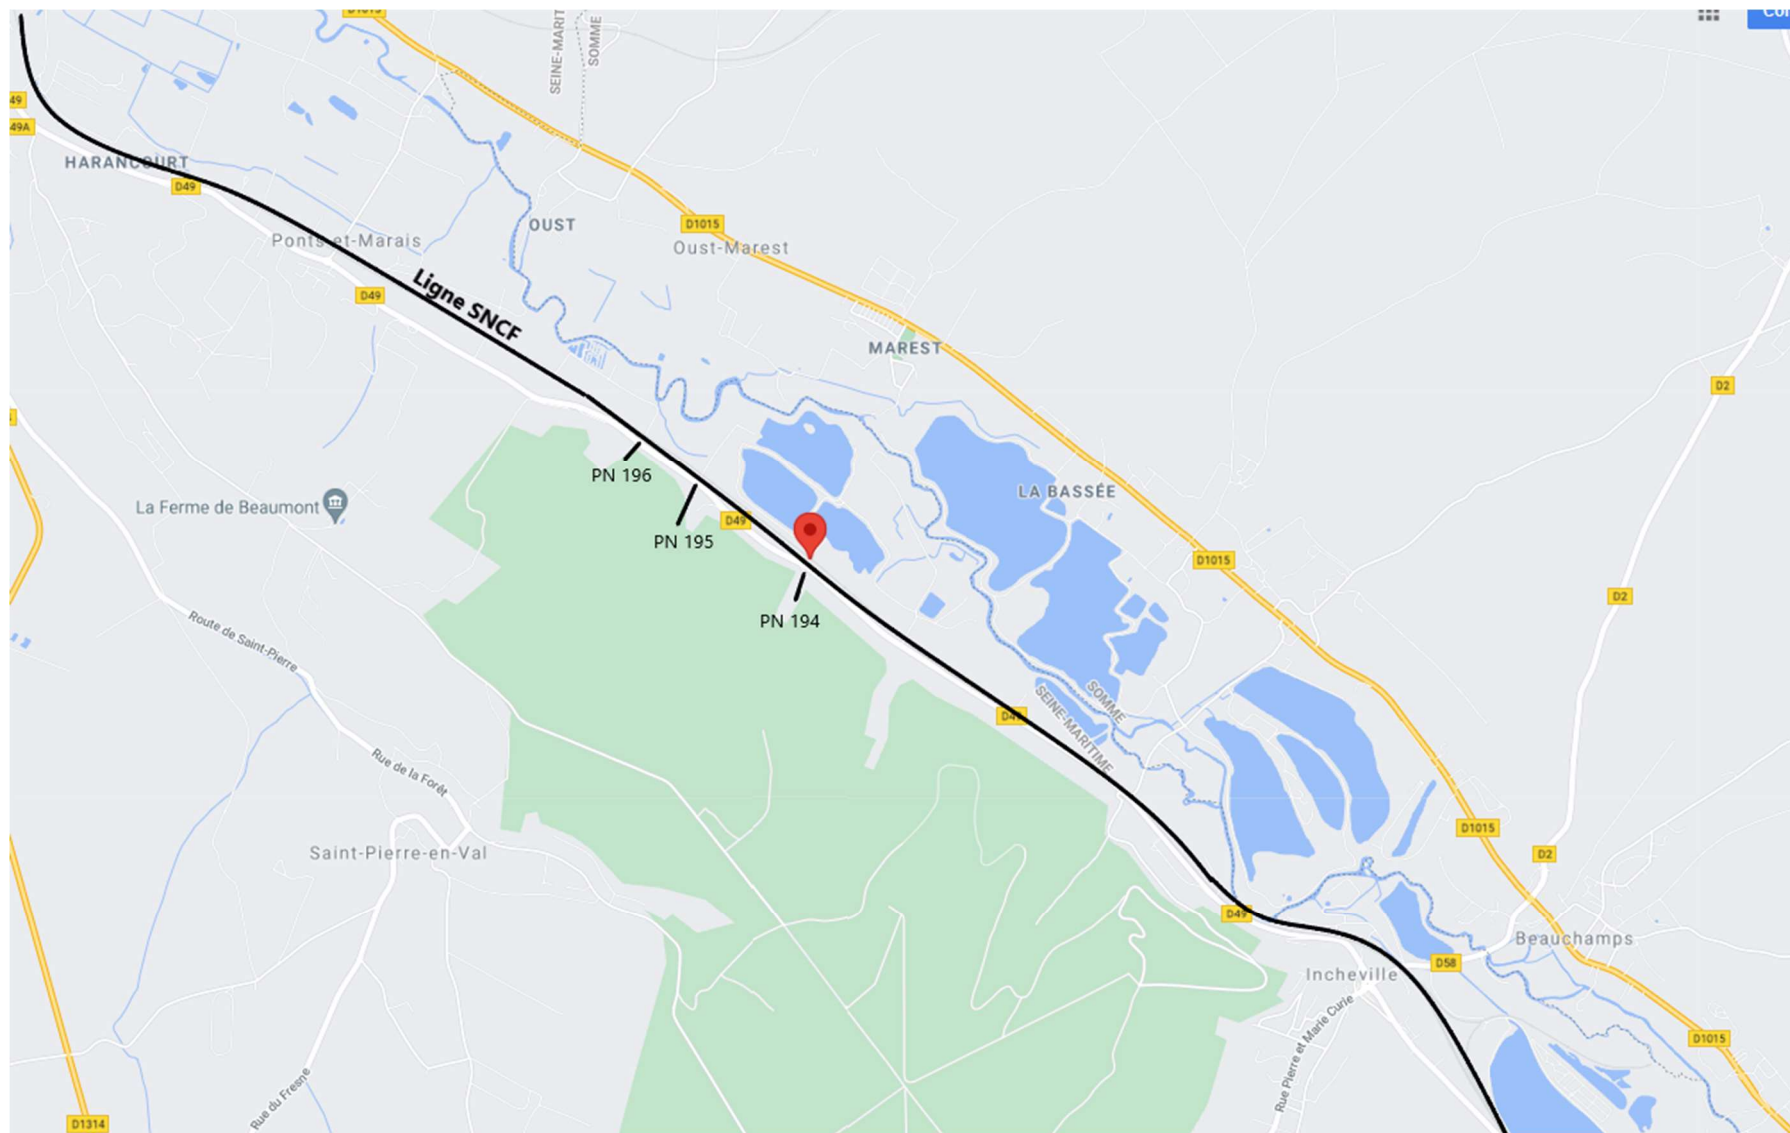 D1015
SEINE-MARIT
SOMME
Con
49
49A
HARANCOURT
D49
OUST
D1015
Oust-Marest
Ponts-et-Marais
D49
Ligne SNCF
MAREST
D2
PN 196
LA BASSÉE
La Ferme de Beaumont
D49
PN 195
D1015
D2
PN 194
Route de Saint-Pierre
SOMME
SEINE-MARITIME
D49
Rue de la Forêt
D1015
Saint-Pierre-en-Val
D2
D49
Beauchamps
D58
Incheville
Rue Pierre et Marie Curie
D1015
Rue du Fresne
D1314